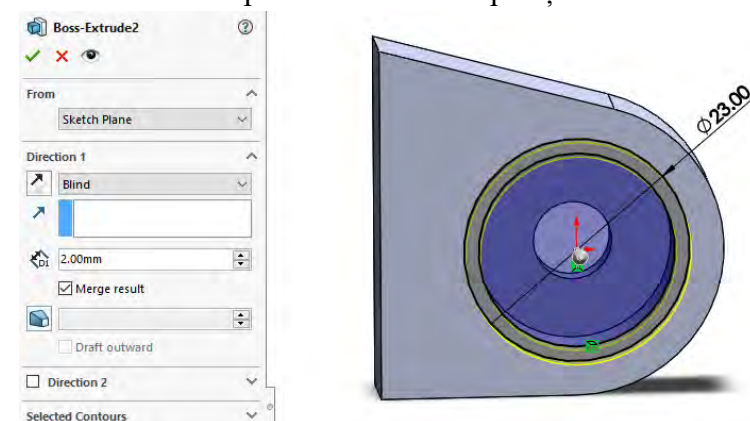 Boss-Extrude2
From
Sketch Plane
Direction 1
Blind
D1
2.00mm
Merge result
Draft outward
Direction 2
Selected Contours
Ø23.00